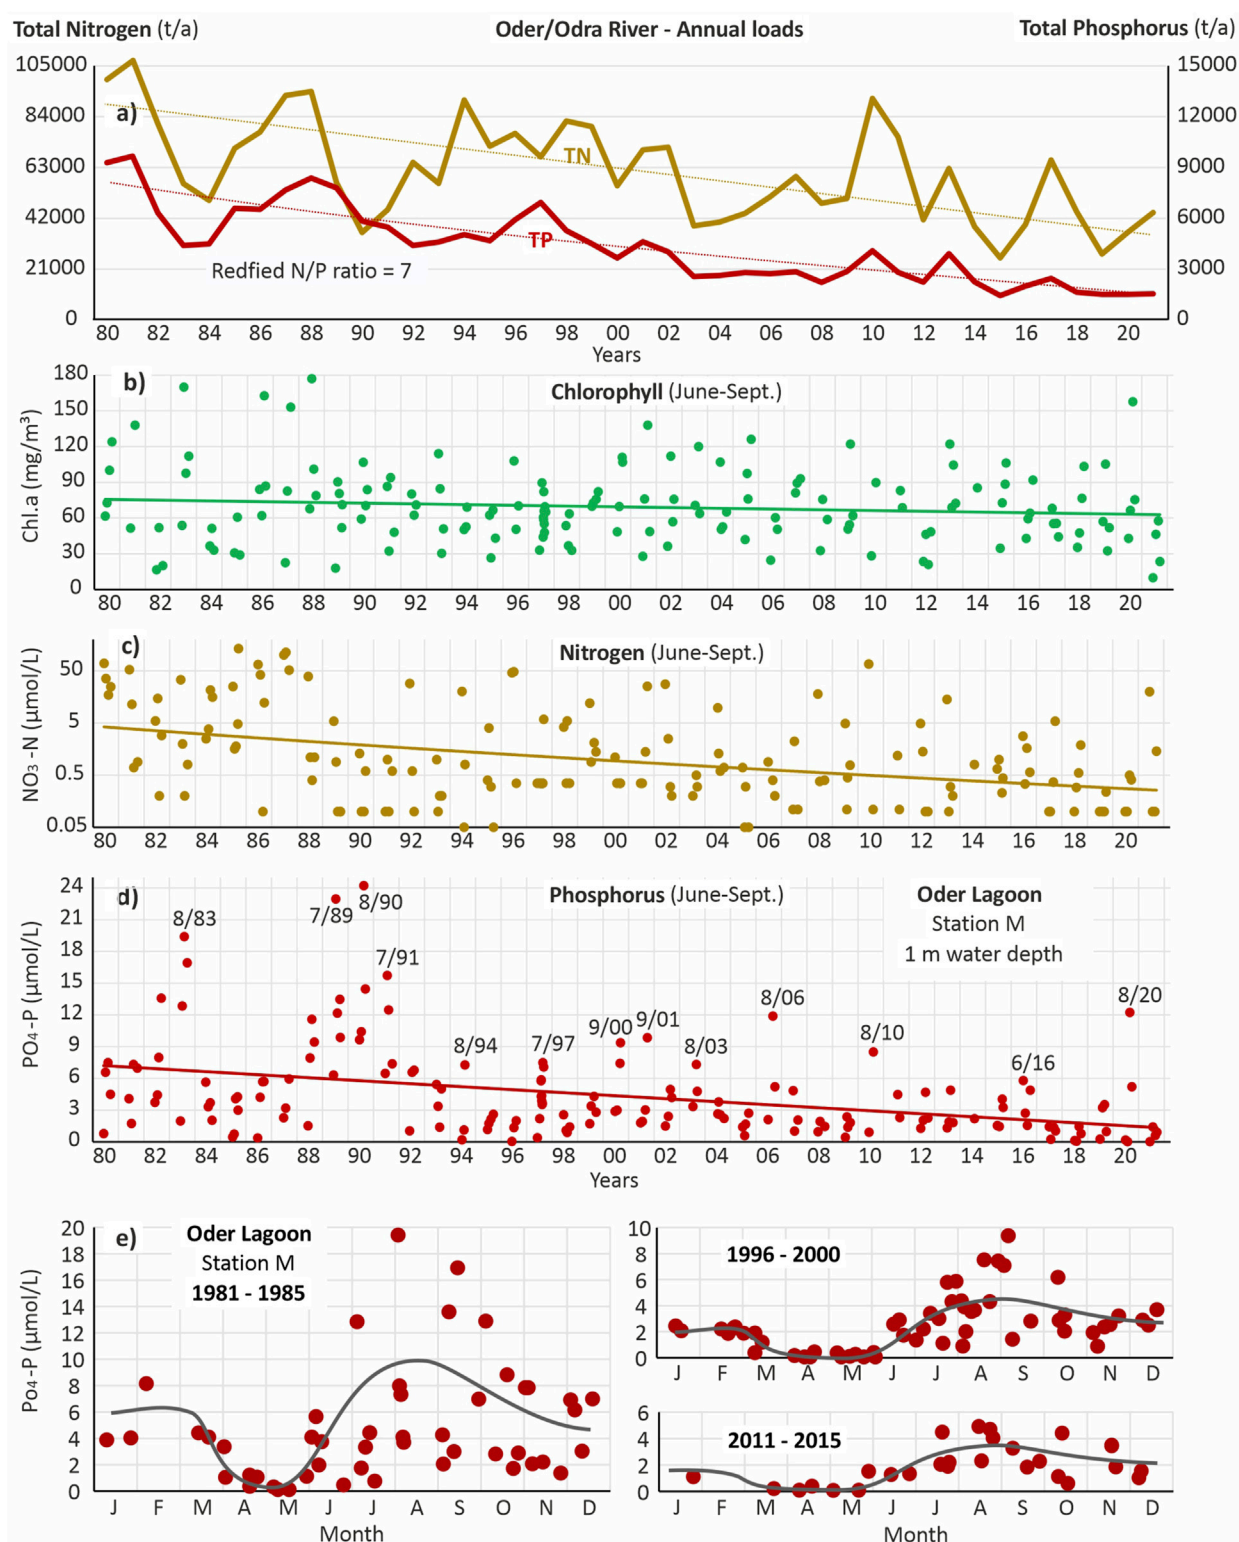 Total Nitrogen (t/a) Oder/Odra River - Annual loads Total Phosphorus (t/a)
105000 15000
a)
84000 12000
TN
63000 9000
42000 6000
TP
21000 Redfied N/P ratio = 7 3000
0 0
80 82 84 86 88 90 92 94 96 98 00 02 04 06 08 10 12 14 16 18 20
Years
180
b) Chlorophyll (June-Sept.)
150
120
90
60
30
0
Chl.a (mg/m³)
80 82 84 86 88 90 92 94 96 98 00 02 04 06 08 10 12 14 16 18 20
c) Nitrogen (June-Sept.)
50
5
0.5
0.05
NO₃-N (µmol/L)
80 82 84 86 88 90 92 94 96 98 00 02 04 06 08 10 12 14 16 18 20
24
d) Phosphorus (June-Sept.) Oder Lagoon
Station M
1 m water depth
21
18
15
12
9
6
3
0
PO₄-P (µmol/L)
8/83 7/89 8/90
7/91
8/94 7/97 9/00 9/01 8/03 8/06 8/10 6/16 8/20
80 82 84 86 88 90 92 94 96 98 00 02 04 06 08 10 12 14 16 18 20
Years
e) Oder Lagoon
Station M
1981 - 1985
20
18
16
14
12
10
8
6
4
2
0
Po₄-P (µmol/L)
J F M A M J J A S O N D
Month
1996 - 2000
10
8
6
4
2
0
J F M A M J J A S O N D
2011 - 2015
6
4
2
0
J F M A M J J A S O N D
Month